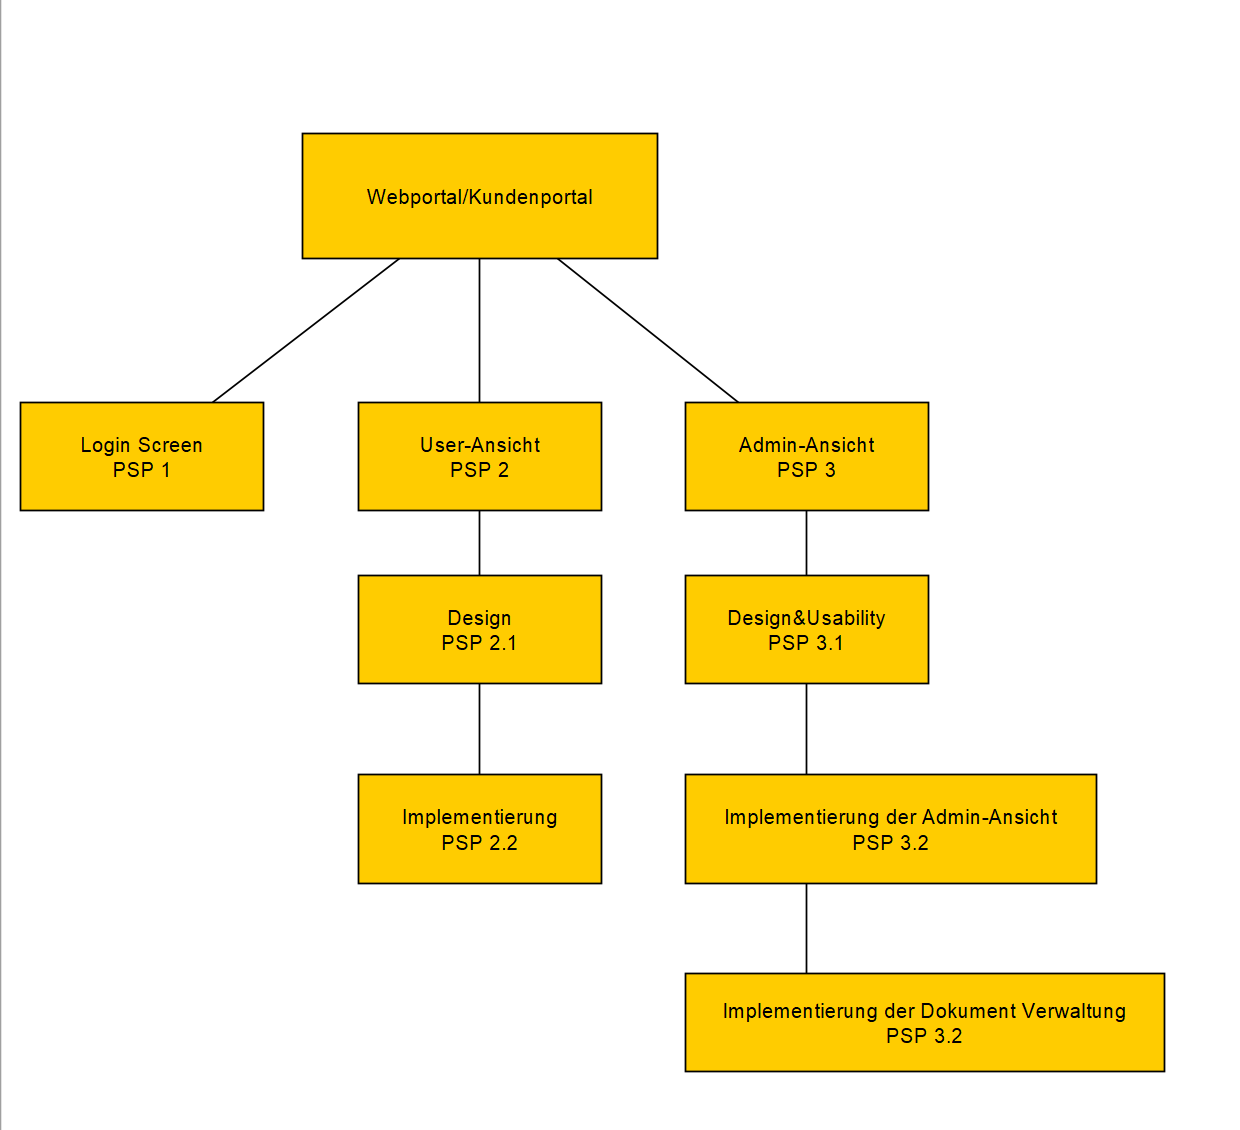 Webportal/Kundenportal
Login Screen
PSP 1
User-Ansicht
PSP 2
Admin-Ansicht
PSP 3
Design
PSP 2.1
Design&Usability
PSP 3.1
Implementierung
PSP 2.2
Implementierung der Admin-Ansicht
PSP 3.2
Implementierung der Dokument Verwaltung
PSP 3.2